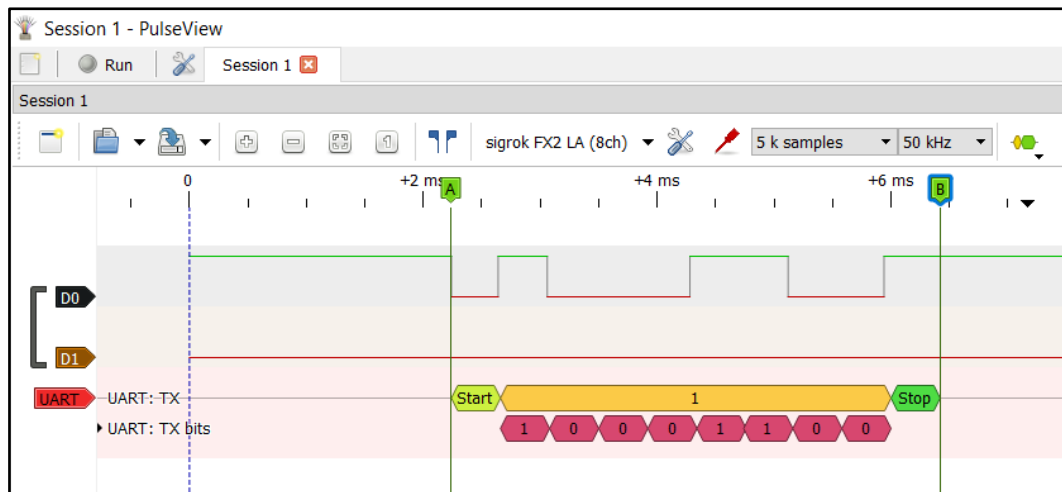 Session 1 - PulseView
Run Session 1
Session 1
sigrok FX2 LA (8ch) 5 k samples 50 kHz
0 +2 ms +4 ms +6 ms
A B
D0
D1
UART UART: TX Start 1 Stop
UART: TX bits 1 0 0 0 1 1 0 0